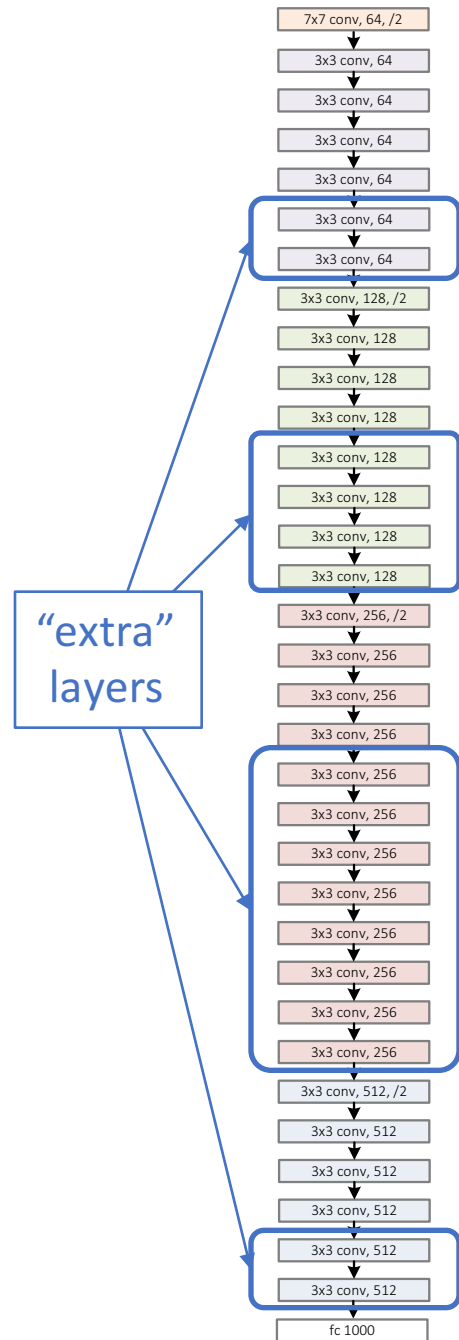 7x7 conv, 64, /2
3x3 conv, 64
3x3 conv, 64
3x3 conv, 64
3x3 conv, 64
3x3 conv, 64
3x3 conv, 64
3x3 conv, 128, /2
3x3 conv, 128
3x3 conv, 128
3x3 conv, 128
3x3 conv, 128
3x3 conv, 128
3x3 conv, 128
3x3 conv, 128
"extra"
layers
3x3 conv, 256, /2
3x3 conv, 256
3x3 conv, 256
3x3 conv, 256
3x3 conv, 256
3x3 conv, 256
3x3 conv, 256
3x3 conv, 256
3x3 conv, 256
3x3 conv, 256
3x3 conv, 256
3x3 conv, 256
3x3 conv, 512, /2
3x3 conv, 512
3x3 conv, 512
3x3 conv, 512
3x3 conv, 512
3x3 conv, 512
fc 1000